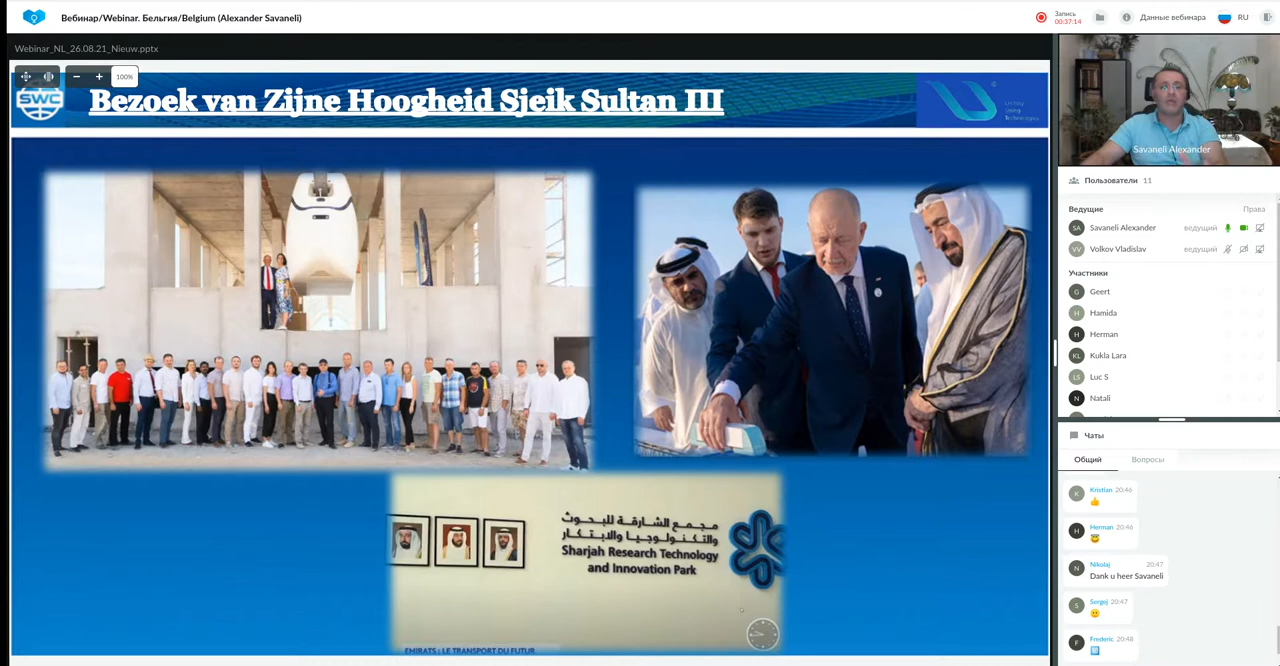 Вебинар/Webinar. Бельгия/Belgium (Alexander Savaneli)
Запись
00:37:14
Данные вебинара
RU
Webinar_NL_26.08.21_Nieuw.pptx
100%
SWC
Bezoek van Zijne Hoogheid Sjeik Sultan III
مجمع الشارقة للبحوث
والتكنولوجيا والابتكار
Sharjah Research Technology
and Innovation Park
EMIRATS : LE TRANSPORT DU FUTUR
Savaneli Alexander
Пользователи 11
Ведущие Права
SA Savaneli Alexander ведущий
VV Volkov Vladislav ведущий
Участники
G Geert
H Hamida
H Herman
KL Kukla Lara
LS Luc S
N Natali
Чаты
Общий Вопросы
K Kristian 20:46
H Herman 20:46
N Nikolaj 20:47
Dank u heer Savaneli
S Sergej 20:47
F Frederic 20:48